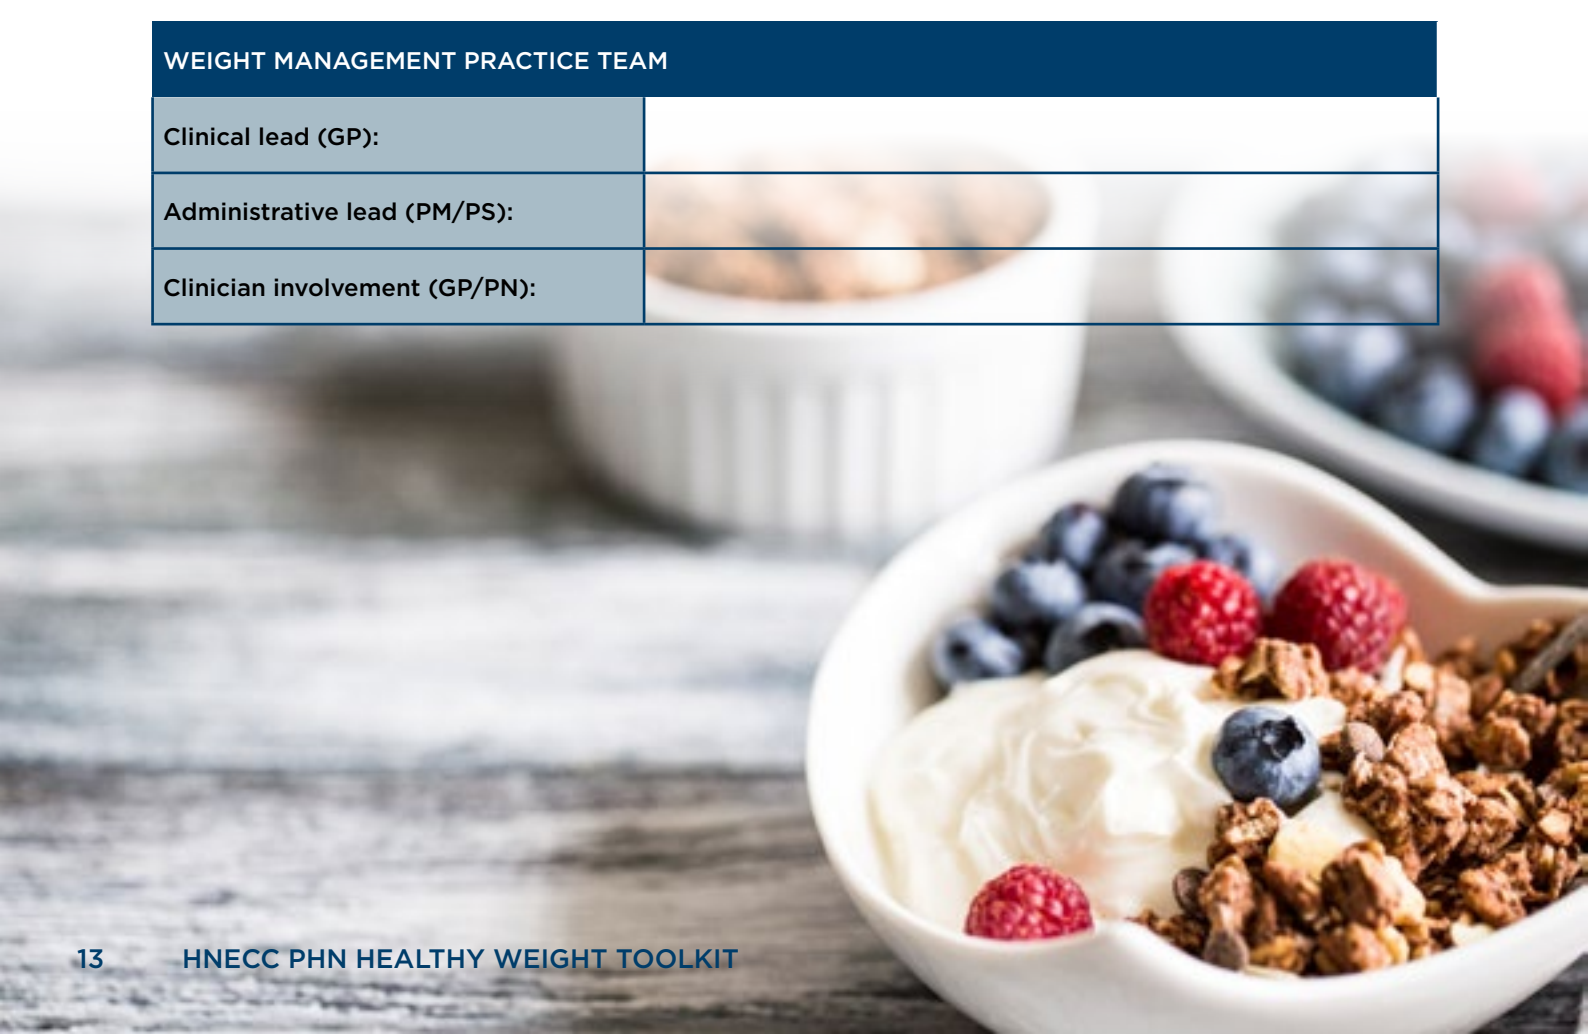 WEIGHT MANAGEMENT PRACTICE TEAM
Clinical lead (GP):
Administrative lead (PM/PS):
Clinician involvement (GP/PN):
13 HNECC PHN HEALTHY WEIGHT TOOLKIT